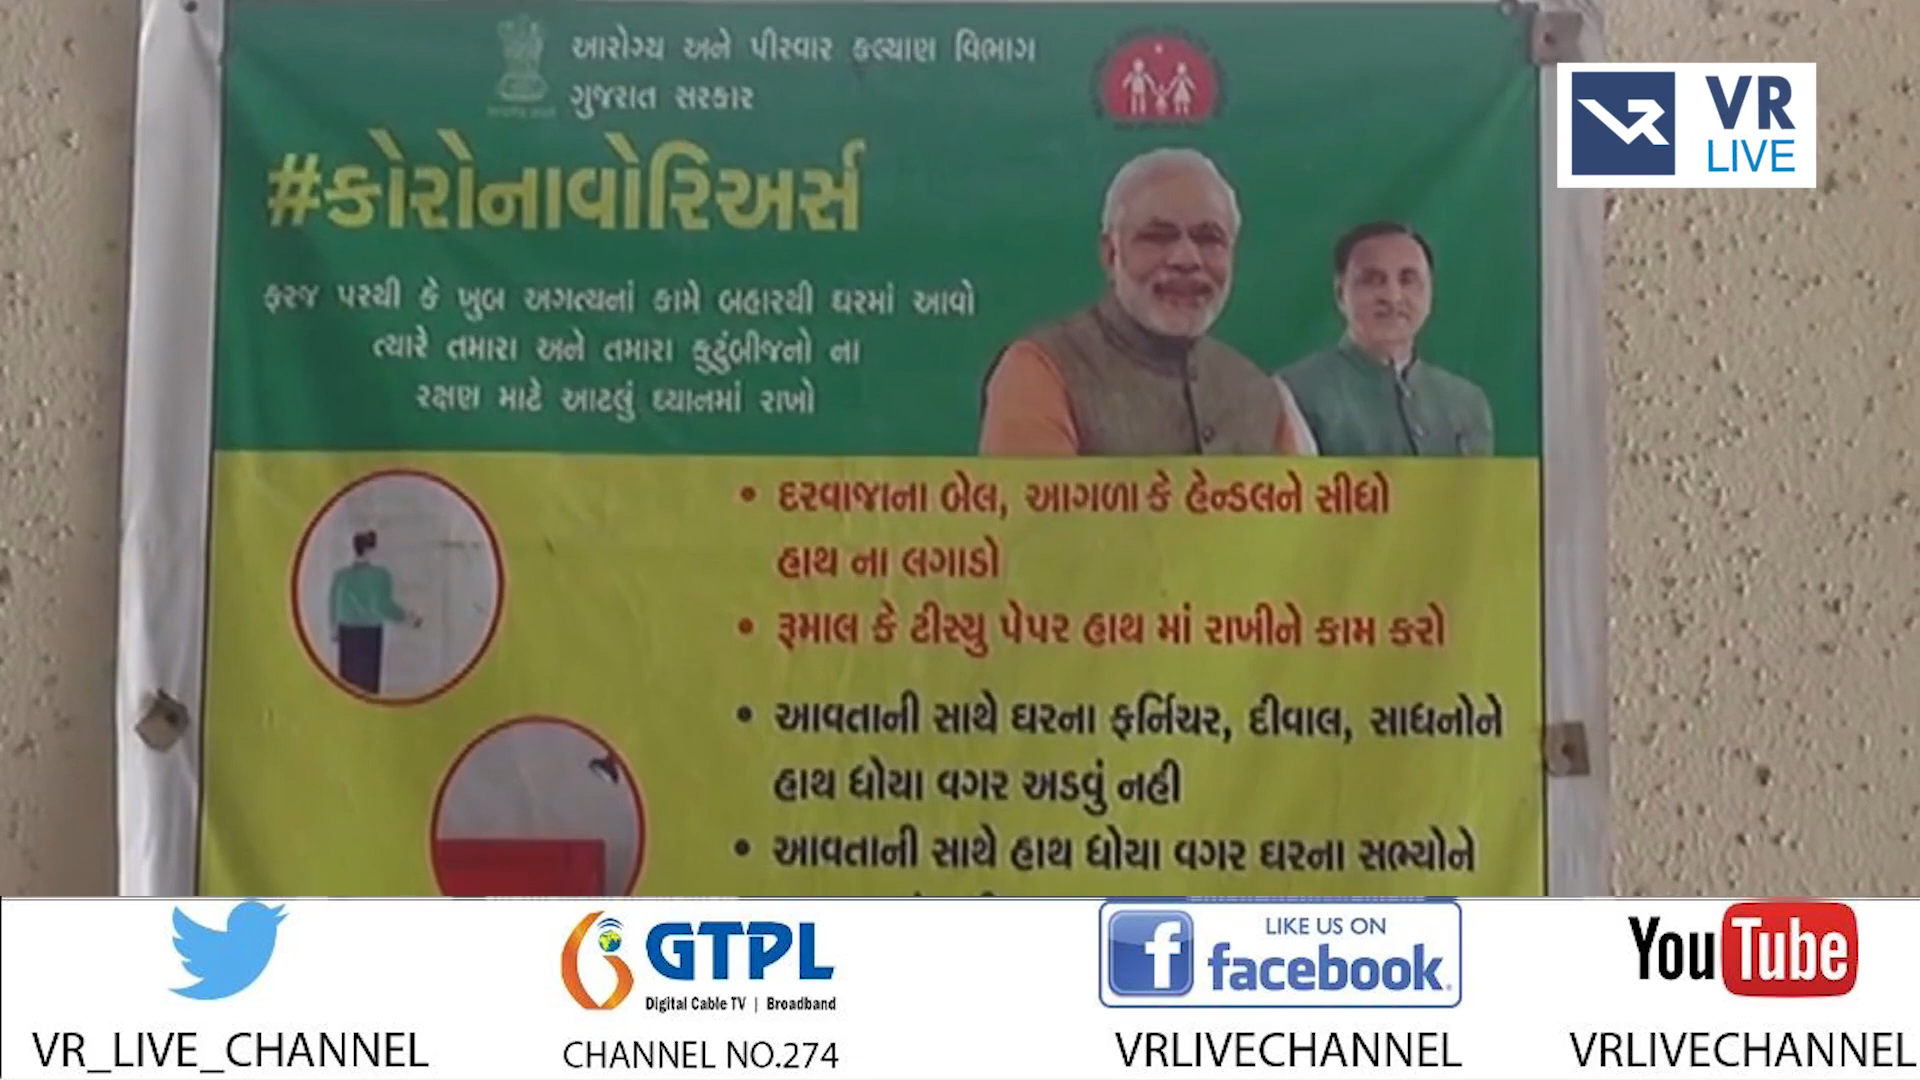 આરોગ્ય અને પરિવાર કલ્યાણ વિભાગ
ગુજરાત સરકાર
#કોરોનાવોરિઅર્સ
ફરજ પરથી કે ખુબ અગત્યનાં કામે બહારથી ઘરમાં આવો
ત્યારે તમારા અને તમારા કુટુંબીજનો ના
રક્ષણ માટે આટલું ધ્યાનમાં રાખો
VR
LIVE
• દરવાજાના બેલ, આગળા કે હેન્ડલને સીધો
હાથ ના લગાડો
• રૂમાલ કે ટીસ્યુ પેપર હાથ માં રાખીને કામ કરો
• આવતાની સાથે ઘરના ફર્નિચર, દીવાલ, સાધનોને
હાથ ધોયા વગર અડવું નહી
• આવતાની સાથે હાથ ધોયા વગર ઘરના સભ્યોને
GTPL
Digital Cable TV | Broadband
LIKE US ON
facebook
YouTube
VR_LIVE_CHANNEL
CHANNEL NO.274
VRLIVECHANNEL
VRLIVECHANNEL